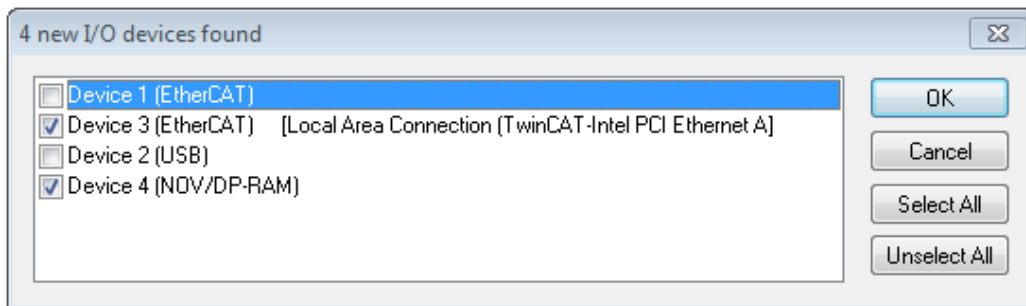 4 new I/O devices found
Device 1 (EtherCAT)
Device 3 (EtherCAT) [Local Area Connection (TwinCAT-Intel PCI Ethernet A]
Device 2 (USB)
Device 4 (NOV/DP-RAM)
OK
Cancel
Select All
Unselect All